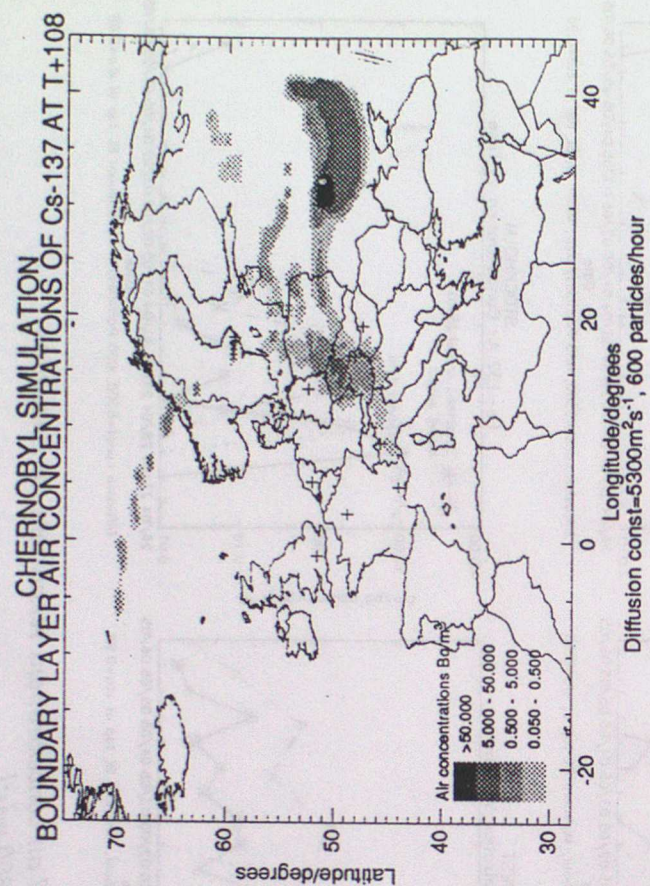 CHERNOBYL SIMULATION
BOUNDARY LAYER AIR CONCENTRATIONS OF Cs-137 AT T+108
70
60
50
40
30
Latitude/degrees
Air concentrations Bq/m³
>50.000
5.000 - 50.000
0.500 - 5.000
0.050 - 0.500
-20
0
20
40
Longitude/degrees
Diffusion const=5300m²s⁻¹, 600 particles/hour